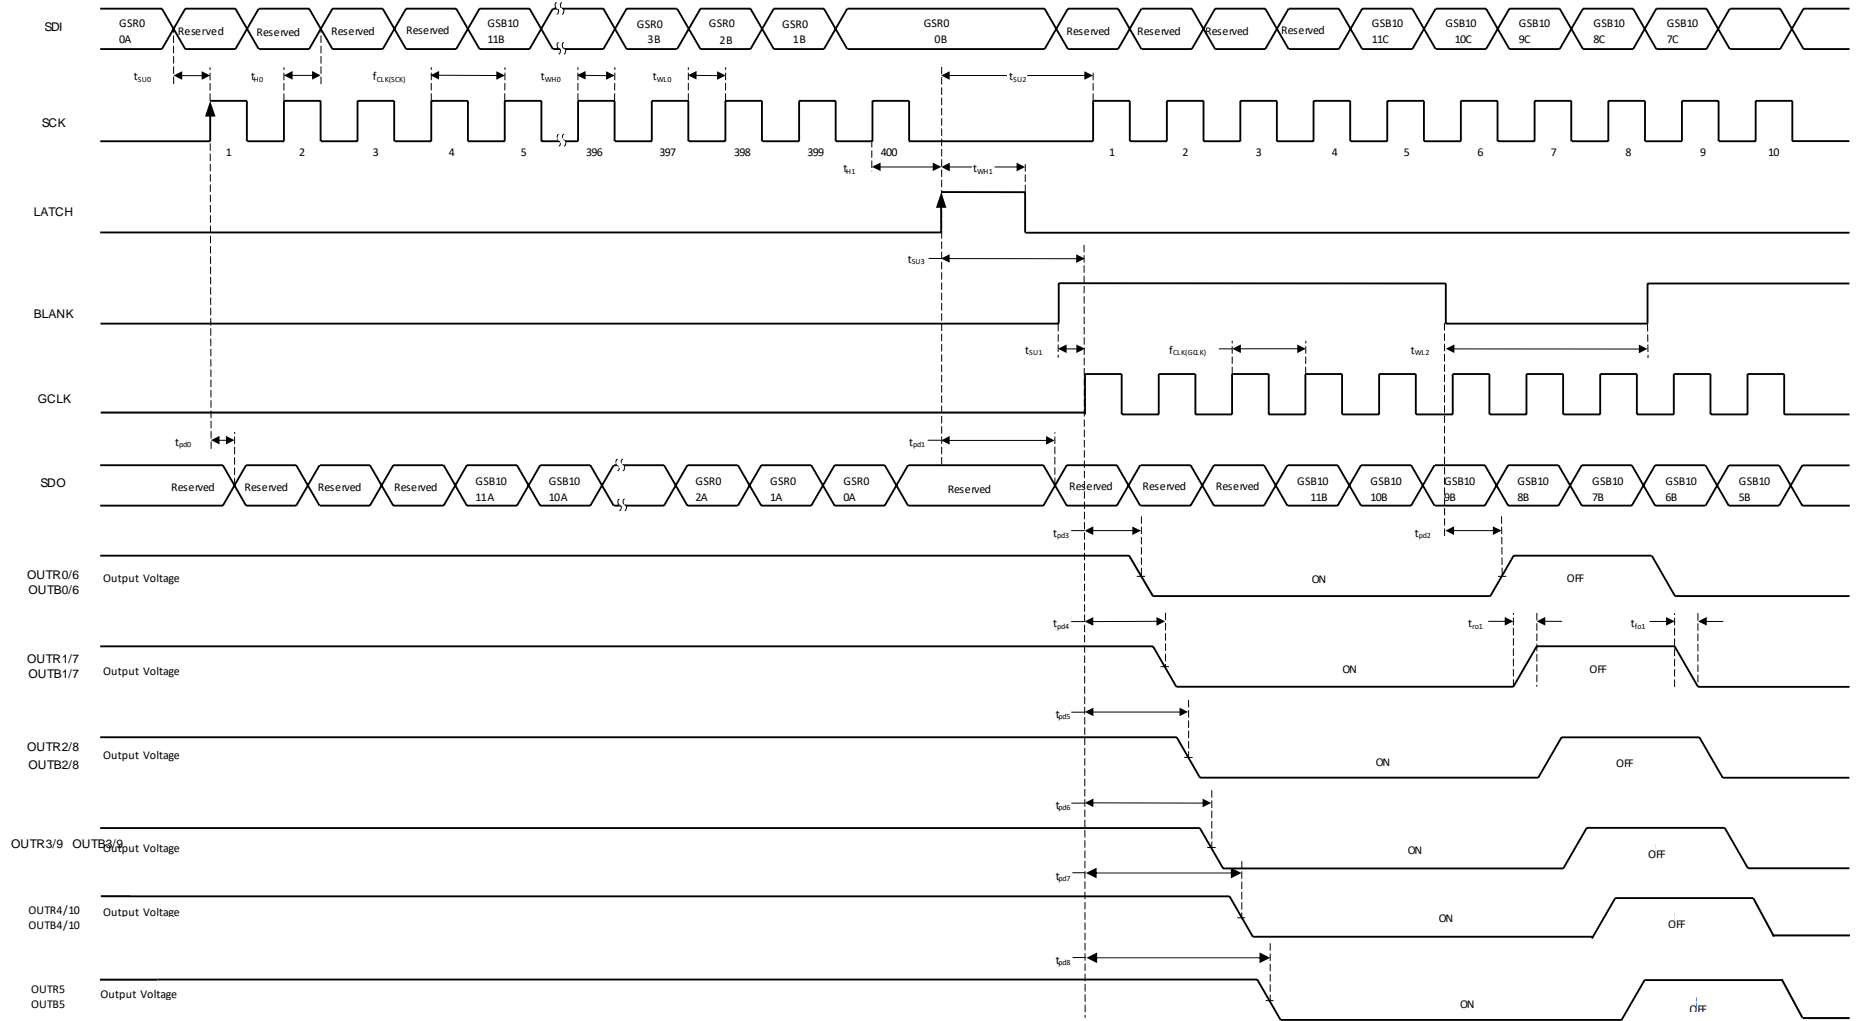 SDI
GSR0 0A
Reserved
Reserved
Reserved
Reserved
GSB10 11B
GSR0 3B
GSR0 2B
GSR0 1B
GSR0 0B
Reserved
Reserved
Reserved
Reserved
GSB10 11C
GSB10 10C
GSB10 9C
GSB10 8C
GSB10 7C
tSU0
tH0
fCLK(SCK)
tWH0
tWL0
tSU2
SCK
1 2 3 4 5 396 397 398 399 400 1 2 3 4 5 6 7 8 9 10
tH1
tWH1
LATCH
tSU3
BLANK
tSU1
fCLK(GCLK)
tWL2
GCLK
tpd0
tpd1
SDO
Reserved
Reserved
Reserved
Reserved
GSB10 11A
GSB10 10A
GSR0 2A
GSR0 1A
GSR0 0A
Reserved
Reserved
Reserved
Reserved
GSB10 11B
GSB10 10B
GSB10 9B
GSB10 8B
GSB10 7B
GSB10 6B
GSB10 5B
tpd3
tpd2
OUTR0/6
OUTB0/6
Output Voltage
ON
OFF
tpd4
tro1
tfo1
OUTR1/7
OUTB1/7
Output Voltage
ON
OFF
tpd5
OUTR2/8
OUTB2/8
Output Voltage
ON
OFF
tpd6
OUTR3/9 OUTB3/9
Output Voltage
ON
OFF
tpd7
OUTR4/10
OUTB4/10
Output Voltage
ON
OFF
tpd8
OUTR5
OUTB5
Output Voltage
ON
OFF